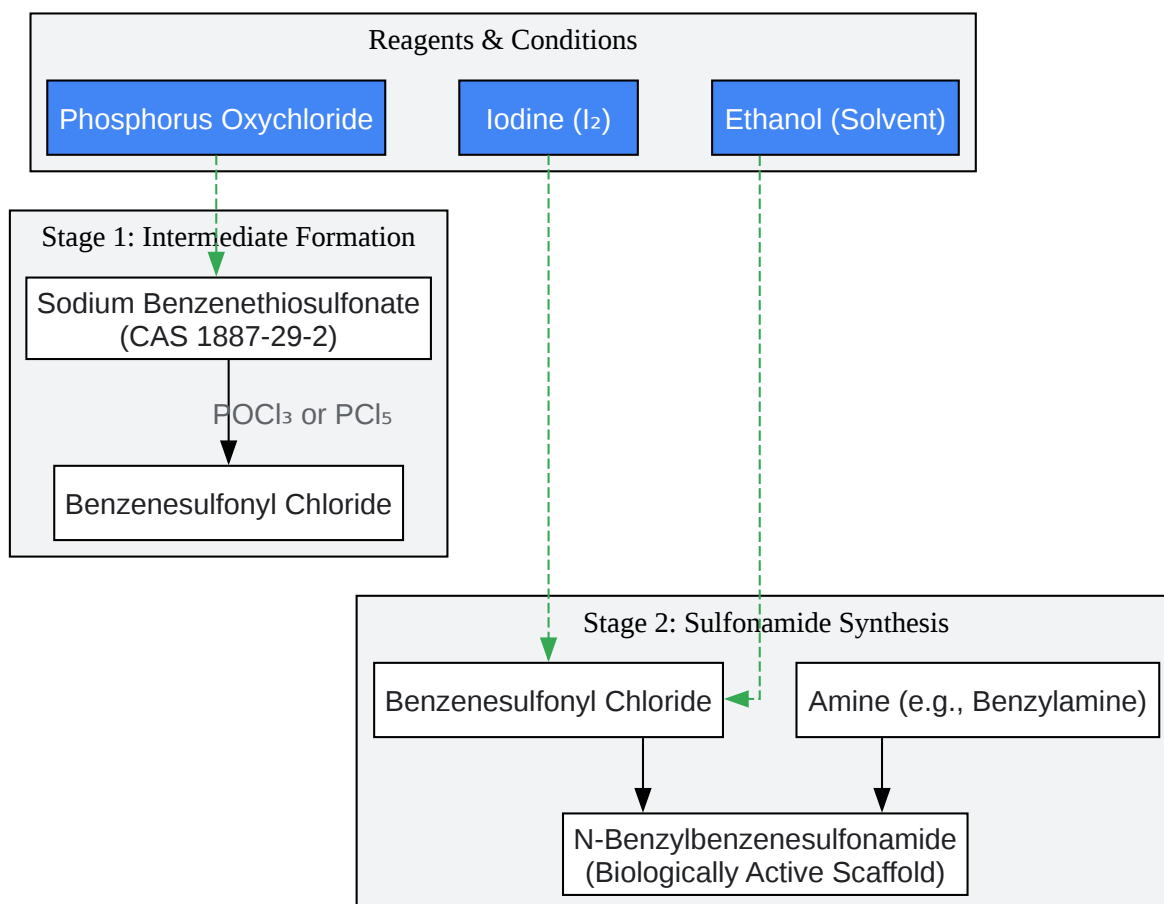 Reagents & Conditions
Phosphorus Oxychloride
Iodine (I₂)
Ethanol (Solvent)
Stage 1: Intermediate Formation
Sodium Benzenethiosulfonate
(CAS 1887-29-2)
POCl₃ or PCl₅
Benzenesulfonyl Chloride
Stage 2: Sulfonamide Synthesis
Benzenesulfonyl Chloride
Amine (e.g., Benzylamine)
N-Benzylbenzenesulfonamide
(Biologically Active Scaffold)